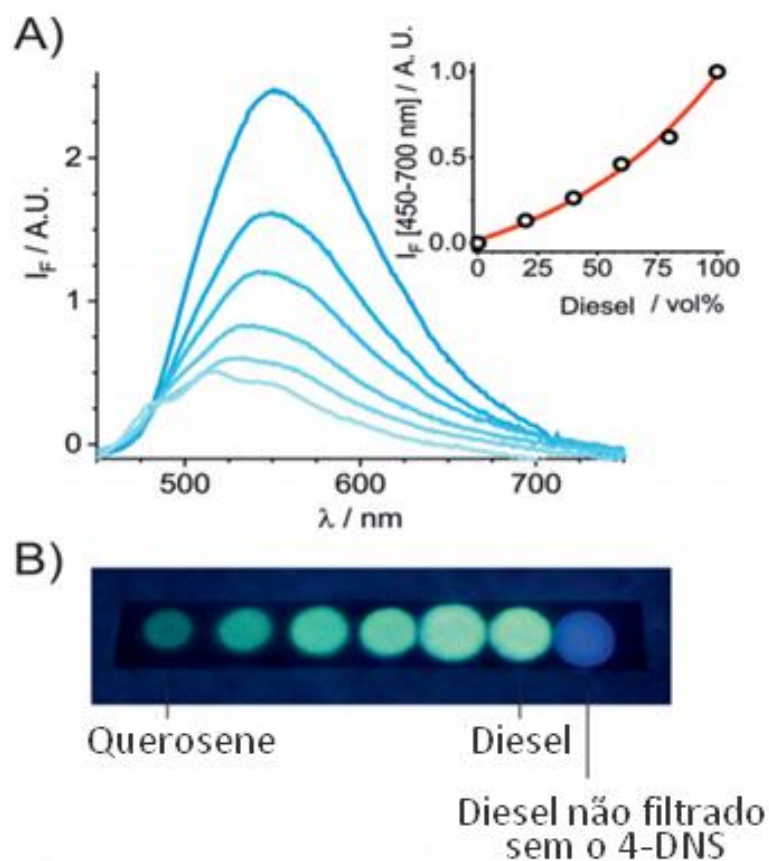 A)
I_F / A.U.
2
1
0
500
600
700
λ / nm
I_F [450-700 nm] / A. U.
1.0
0.5
0.0
0
25
50
75
100
Diesel / vol%
B)
Querosene
Diesel
Diesel não filtrado
sem o 4-DNS